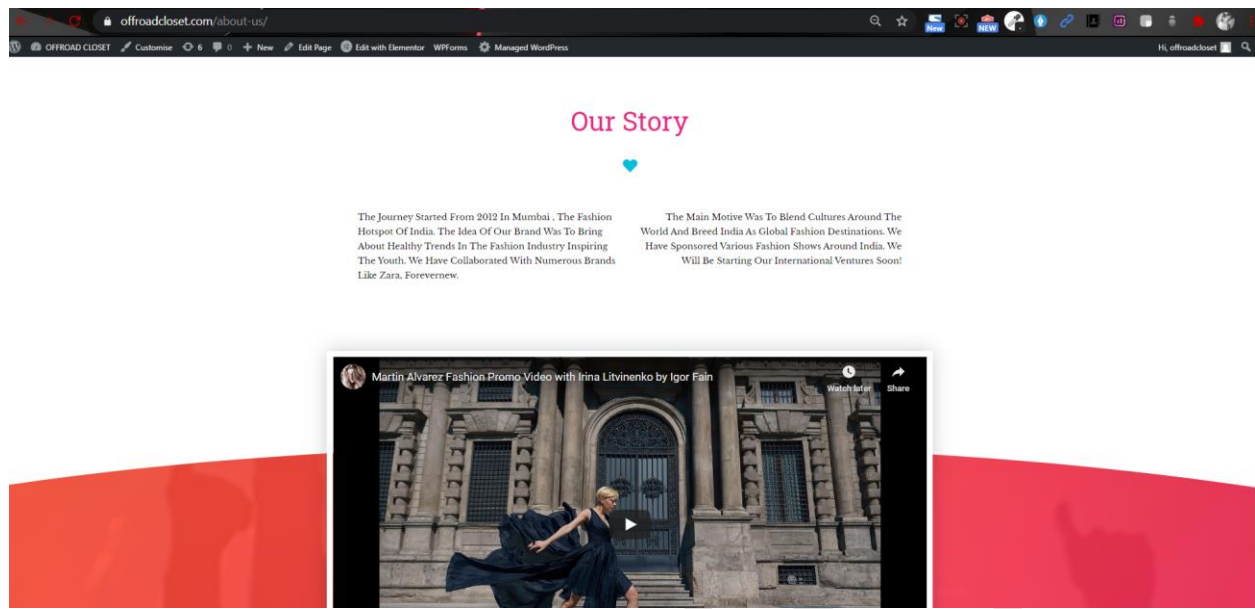 offroadcloset.com/about-us/
New
NEW
OFFROAD CLOSET Customise 6 0 New Edit Page Edit with Elementor WPForms Managed WordPress
Hi, offroadcloset
Our Story
The Journey Started From 2012 In Mumbai , The Fashion
Hotspot Of India. The Idea Of Our Brand Was To Bring
About Healthy Trends In The Fashion Industry Inspiring
The Youth. We Have Collaborated With Numerous Brands
Like Zara, Forevernew.
The Main Motive Was To Blend Cultures Around The
World And Breed India As Global Fashion Destinations. We
Have Sponsored Various Fashion Shows Around India. We
Will Be Starting Our International Ventures Soon!
Martin Alvarez Fashion Promo Video with Irina Litvinenko by Igor Fain
Watch later
Share